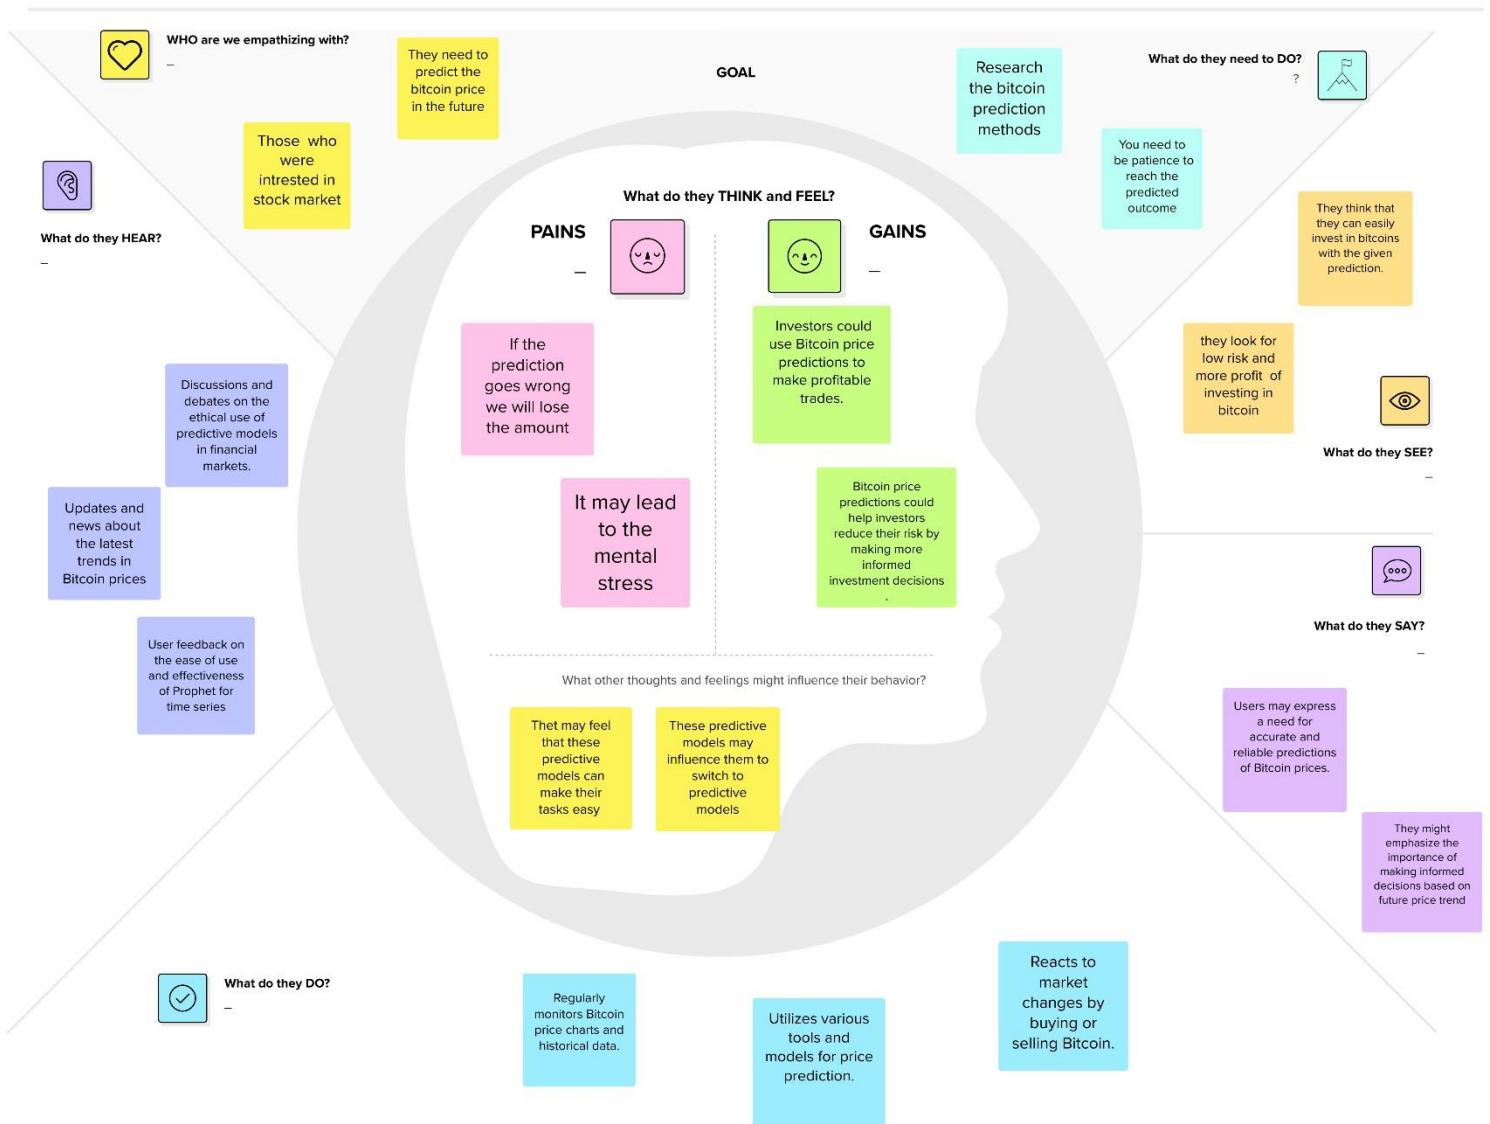 WHO are we empathizing with?
–
They need to
predict the
bitcoin price
in the future
Those who
were
intrested in
stock market
GOAL
What do they need to DO?
?
Research
the bitcoin
prediction
methods
You need to
be patience to
reach the
predicted
outcome
What do they HEAR?
–
Discussions and
debates on the
ethical use of
predictive models
in financial
markets.
Updates and
news about
the latest
trends in
Bitcoin prices
User feedback on
the ease of use
and effectiveness
of Prophet for
time series
What do they THINK and FEEL?
PAINS
–
GAINS
–
If the
prediction
goes wrong
we will lose
the amount
It may lead
to the
mental
stress
Investors could
use Bitcoin price
predictions to
make profitable
trades.
Bitcoin price
predictions could
help investors
reduce their risk by
making more
informed
investment decisions
.
What other thoughts and feelings might influence their behavior?
Thet may feel
that these
predictive
models can
make their
tasks easy
These predictive
models may
influence them to
switch to
predictive
models
They think that
they can easily
invest in bitcoins
with the given
prediction.
they look for
low risk and
more profit of
investing in
bitcoin
What do they SEE?
–
What do they SAY?
–
Users may express
a need for
accurate and
reliable predictions
of Bitcoin prices.
They might
emphasize the
importance of
making informed
decisions based on
future price trend
What do they DO?
–
Regularly
monitors Bitcoin
price charts and
historical data.
Utilizes various
tools and
models for price
prediction.
Reacts to
market
changes by
buying or
selling Bitcoin.